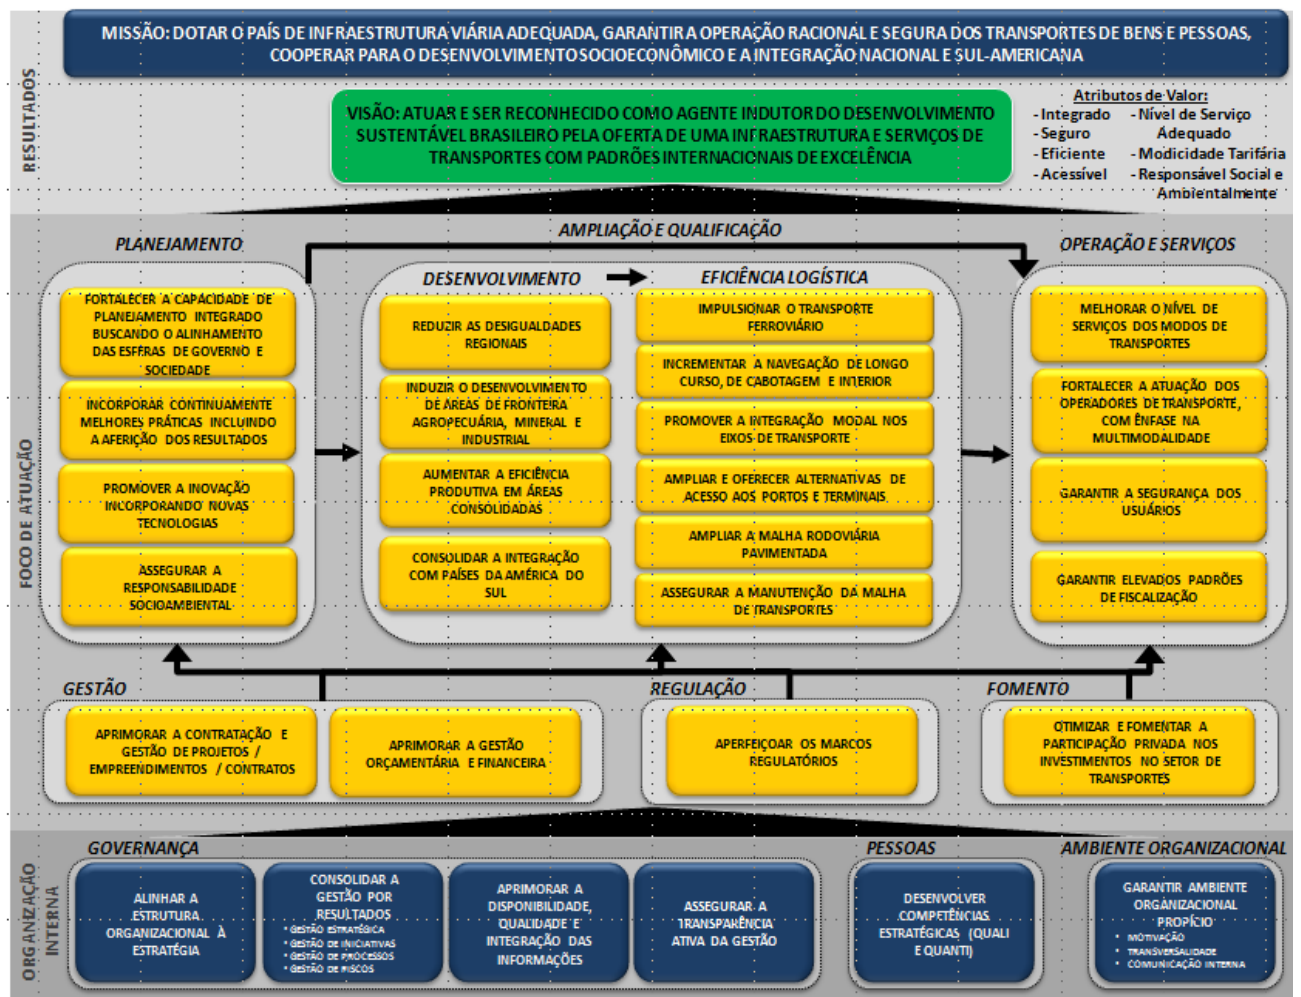 MISSÃO: DOTAR O PAÍS DE INFRAESTRUTURA VIÁRIA ADEQUADA, GARANTIR A OPERAÇÃO RACIONAL E SEGURA DOS TRANSPORTES DE BENS E PESSOAS,
COOPERAR PARA O DESENVOLVIMENTO SOCIOECONÔMICO E A INTEGRAÇÃO NACIONAL E SUL-AMERICANA
RESULTADOS
VISÃO: ATUAR E SER RECONHECIDO COMO AGENTE INDUTOR DO DESENVOLVIMENTO
SUSTENTÁVEL BRASILEIRO PELA OFERTA DE UMA INFRAESTRUTURA E SERVIÇOS DE
TRANSPORTES COM PADRÕES INTERNACIONAIS DE EXCELÊNCIA
Atributos de Valor:
- Integrado
- Seguro
- Eficiente
- Acessível
- Nível de Serviço
Adequado
- Modicidade Tarifária
- Responsável Social e
Ambientalmente
FOCO DE ATUAÇÃO
AMPLIAÇÃO E QUALIFICAÇÃO
PLANEJAMENTO
FORTALECER A CAPACIDADE DE
PLANEJAMENTO INTEGRADO
BUSCANDO O ALINHAMENTO
DAS ESFERAS DE GOVERNO E
SOCIEDADE
INCORPORAR CONTINUAMENTE
MELHORES PRÁTICAS INCLUINDO
A AFERIÇÃO DOS RESULTADOS
PROMOVER A INOVAÇÃO
INCORPORANDO NOVAS
TECNOLOGIAS
ASSEGURAR A
RESPONSABILIDADE
SOCIOAMBIENTAL
DESENVOLVIMENTO
REDUZIR AS DESIGUALDADES
REGIONAIS
INDUZIR O DESENVOLVIMENTO
DE ÁREAS DE FRONTEIRA
AGROPECUÁRIA, MINERAL E
INDUSTRIAL
AUMENTAR A EFICIÊNCIA
PRODUTIVA EM ÁREAS
CONSOLIDADAS
CONSOLIDAR A INTEGRAÇÃO
COM PAÍSES DA AMÉRICA DO
SUL
EFICIÊNCIA LOGÍSTICA
IMPULSIONAR O TRANSPORTE
FERROVIÁRIO
INCREMENTAR A NAVEGAÇÃO DE LONGO
CURSO, DE CABOTAGEM E INTERIOR
PROMOVER A INTEGRAÇÃO MODAL NOS
EIXOS DE TRANSPORTE
AMPLIAR E OFERECER ALTERNATIVAS DE
ACESSO AOS PORTOS E TERMINAIS
AMPLIAR A MALHA RODOVIÁRIA
PAVIMENTADA
ASSEGURAR A MANUTENÇÃO DA MALHA
DE TRANSPORTES
OPERAÇÃO E SERVIÇOS
MELHORAR O NÍVEL DE
SERVIÇOS DOS MODOS DE
TRANSPORTES
FORTALECER A ATUAÇÃO DOS
OPERADORES DE TRANSPORTE,
COM ÊNFASE NA
MULTIMODALIDADE
GARANTIR A SEGURANÇA DOS
USUÁRIOS
GARANTIR ELEVADOS PADRÕES
DE FISCALIZAÇÃO
GESTÃO
APRIMORAR A CONTRATAÇÃO E
GESTÃO DE PROJETOS /
EMPREENDIMENTOS / CONTRATOS
APRIMORAR A GESTÃO
ORÇAMENTÁRIA E FINANCEIRA
REGULAÇÃO
APERFEIÇOAR OS MARCOS
REGULATÓRIOS
FOMENTO
OTIMIZAR E FOMENTAR A
PARTICIPAÇÃO PRIVADA NOS
INVESTIMENTOS NO SETOR DE
TRANSPORTES
ORGANIZAÇÃO
INTERNA
GOVERNANÇA
ALINHAR A
ESTRUTURA
ORGANIZACIONAL À
ESTRATÉGIA
CONSOLIDAR A
GESTÃO POR
RESULTADOS
• GESTÃO ESTRATÉGICA
• GESTÃO DE INICIATIVAS
• GESTÃO DE PROCESSOS
• GESTÃO DE RISCOS
APRIMORAR A
DISPONIBILIDADE,
QUALIDADE E
INTEGRAÇÃO DAS
INFORMAÇÕES
ASSEGURAR A
TRANSPARÊNCIA
ATIVA DA GESTÃO
PESSOAS
DESENVOLVER
COMPETÊNCIAS
ESTRATÉGICAS (QUALI
E QUANTI)
AMBIENTE ORGANIZACIONAL
GARANTIR AMBIENTE
ORGANIZACIONAL
PROPÍCIO
• MOTIVAÇÃO
• TRANSVERSALIDADE
• COMUNICAÇÃO INTERNA